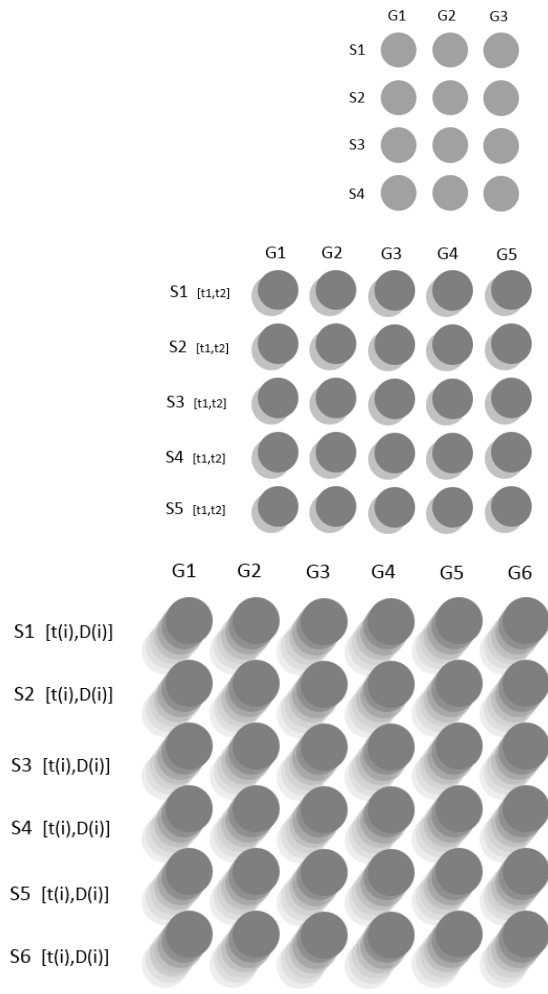 G1 G2 G3
S1
S2
S3
S4
G1 G2 G3 G4 G5
S1 [t1,t2]
S2 [t1,t2]
S3 [t1,t2]
S4 [t1,t2]
S5 [t1,t2]
G1 G2 G3 G4 G5 G6
S1 [t(i),D(i)]
S2 [t(i),D(i)]
S3 [t(i),D(i)]
S4 [t(i),D(i)]
S5 [t(i),D(i)]
S6 [t(i),D(i)]